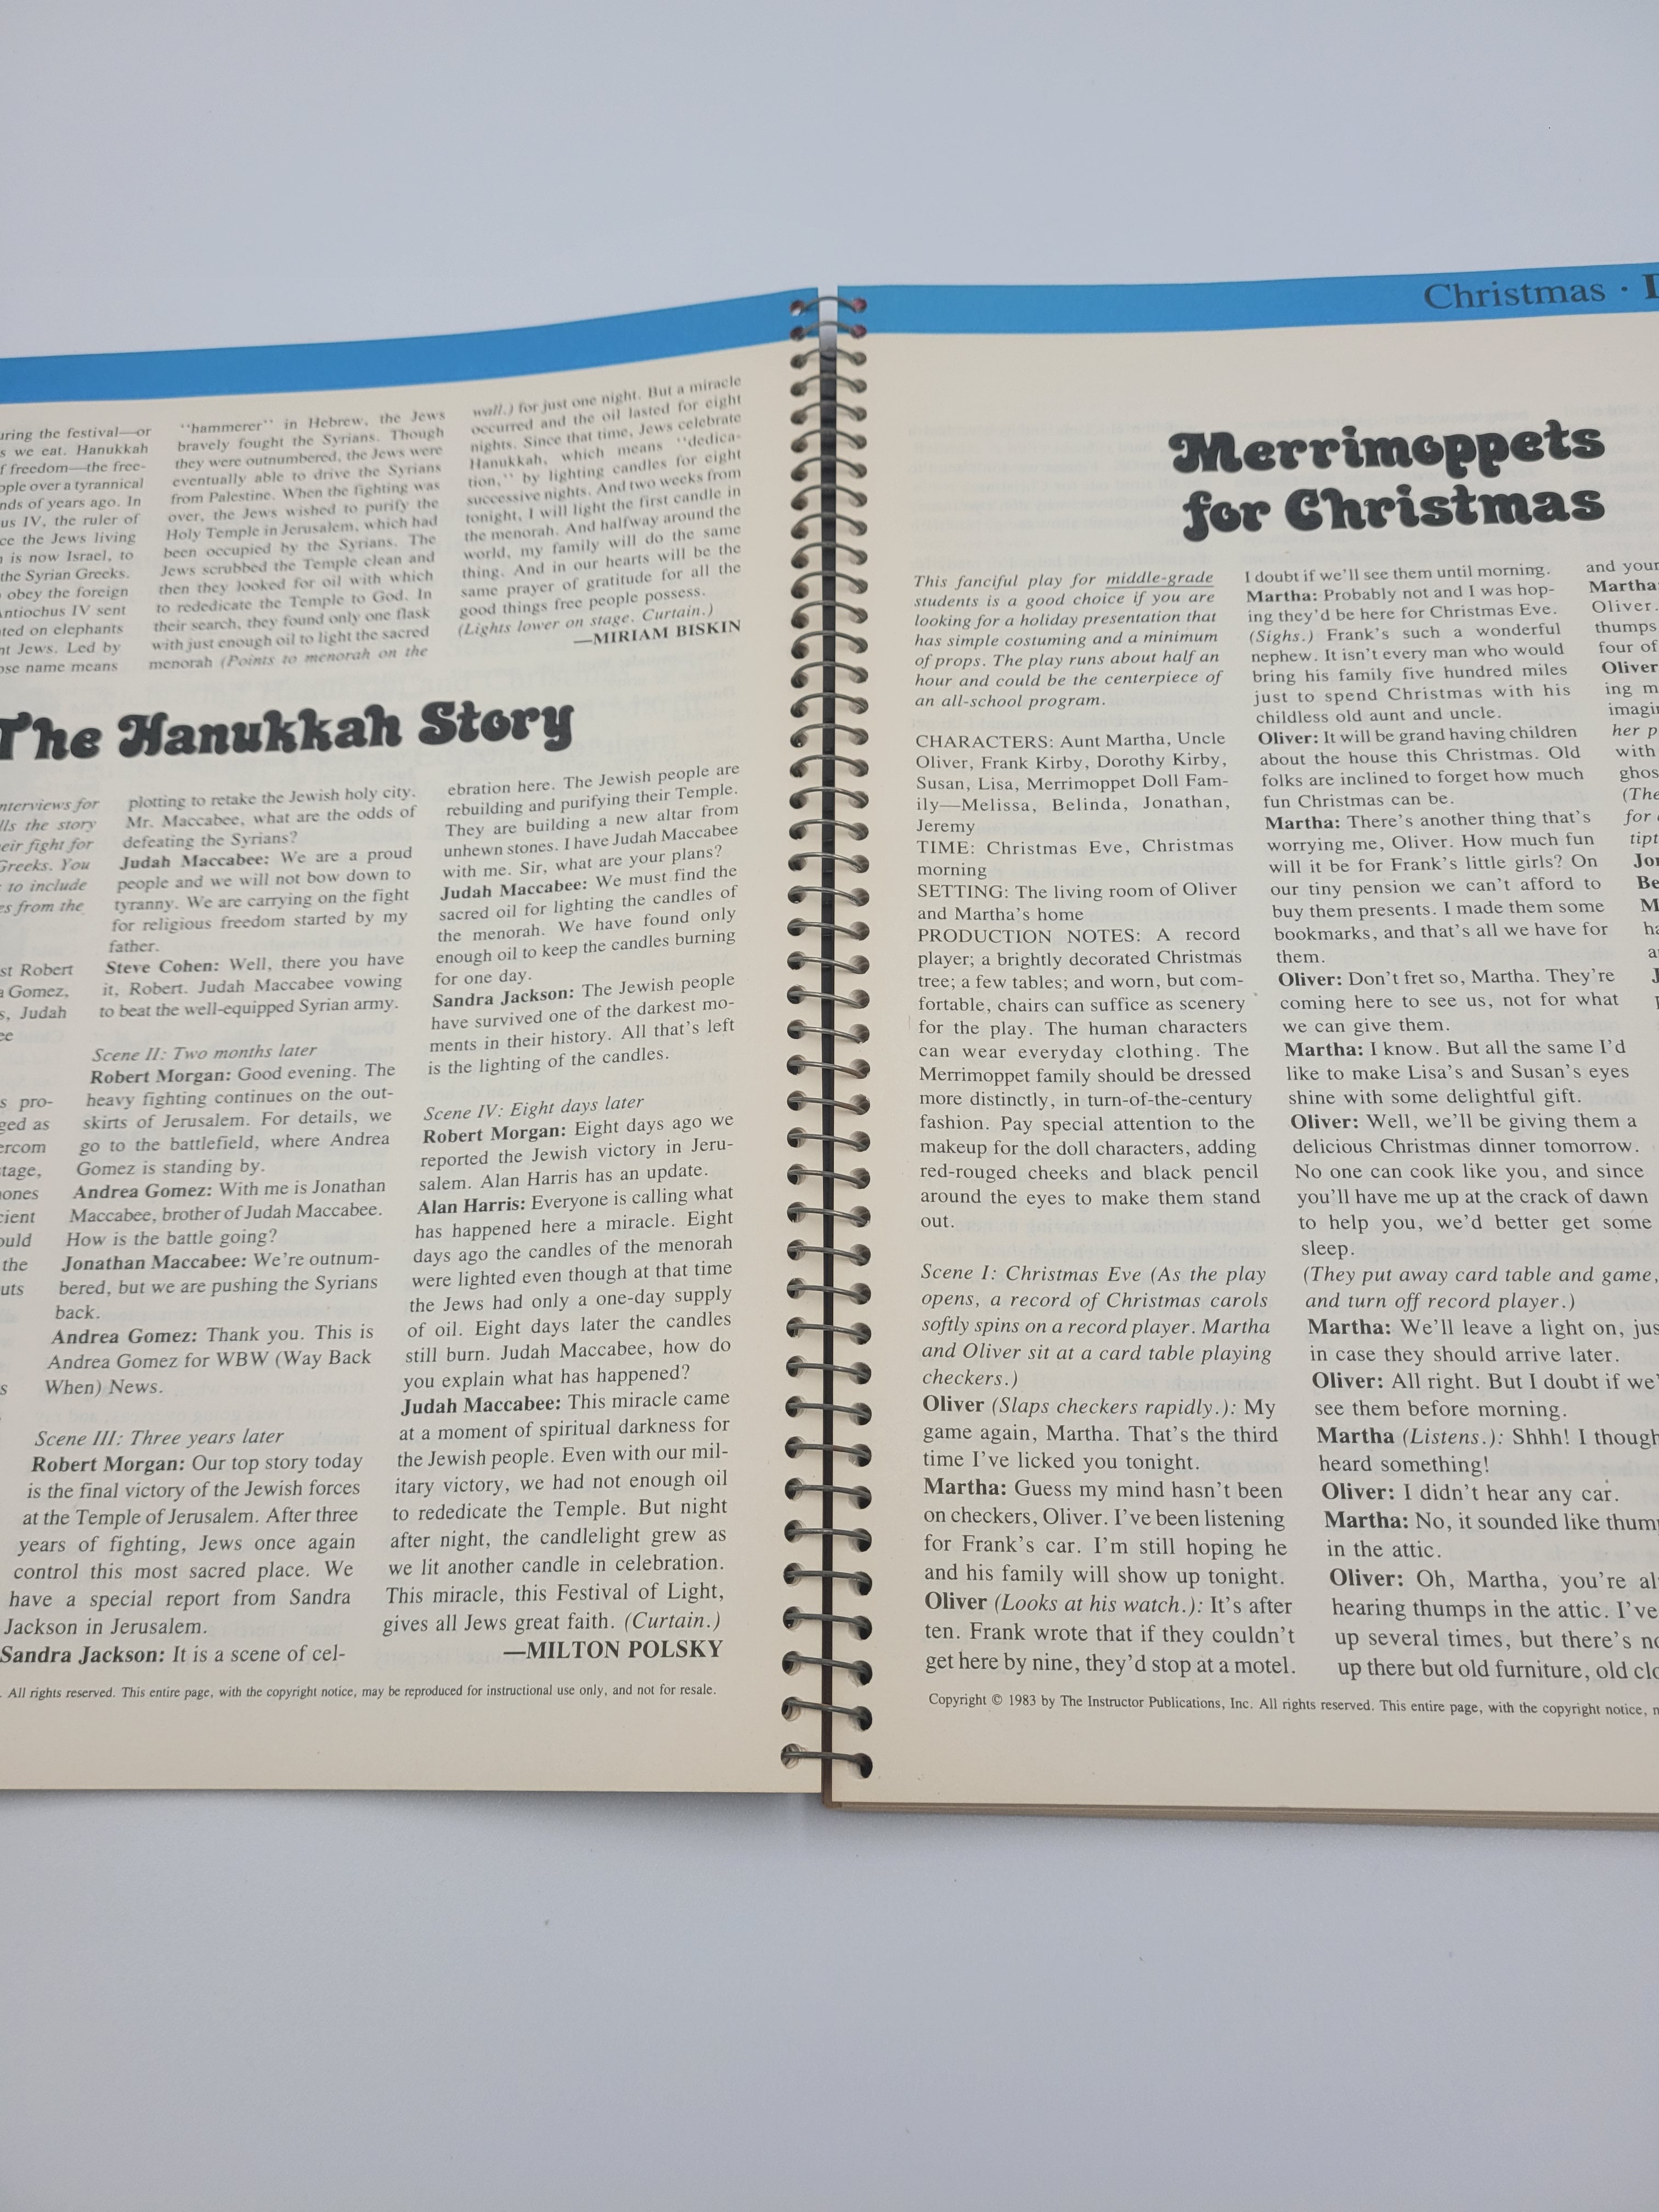 uring the festival—or
s we eat. Hanukkah
f freedom—the free-
ople over a tyrannical
nds of years ago. In
us IV, the ruler of
ce the Jews living
n is now Israel, to
the Syrian Greeks.
obey the foreign
Antiochus IV sent
ted on elephants
nt Jews. Led by
ose name means
"hammerer" in Hebrew, the Jews
bravely fought the Syrians. Though
they were outnumbered, the Jews were
eventually able to drive the Syrians
from Palestine. When the fighting was
over, the Jews wished to purify the
Holy Temple in Jerusalem, which had
been occupied by the Syrians. The
Jews scrubbed the Temple clean and
then they looked for oil with which
to rededicate the Temple to God. In
their search, they found only one flask
with just enough oil to light the sacred
menorah (Points to menorah on the
wall.) for just one night. But a miracle
occurred and the oil lasted for eight
nights. Since that time, Jews celebrate
Hanukkah, which means "dedica-
tion," by lighting candles for eight
successive nights. And two weeks from
tonight, I will light the first candle in
the menorah. And halfway around the
world, my family will do the same
thing. And in our hearts will be the
same prayer of gratitude for all the
good things free people possess.
(Lights lower on stage. Curtain.)
—MIRIAM BISKIN
The Hanukkah Story
nterviews for
lls the story
eir fight for
Greeks. You
to include
es from the
st Robert
a Gomez,
s, Judah
ee
s pro-
ged as
ercom
tage,
ones
cient
ould
the
uts
s
plotting to retake the Jewish holy city.
Mr. Maccabee, what are the odds of
defeating the Syrians?
Judah Maccabee: We are a proud
people and we will not bow down to
tyranny. We are carrying on the fight
for religious freedom started by my
father.
Steve Cohen: Well, there you have
it, Robert. Judah Maccabee vowing
to beat the well-equipped Syrian army.
Scene II: Two months later
Robert Morgan: Good evening. The
heavy fighting continues on the out-
skirts of Jerusalem. For details, we
go to the battlefield, where Andrea
Gomez is standing by.
Andrea Gomez: With me is Jonathan
Maccabee, brother of Judah Maccabee.
How is the battle going?
Jonathan Maccabee: We're outnum-
bered, but we are pushing the Syrians
back.
Andrea Gomez: Thank you. This is
Andrea Gomez for WBW (Way Back
When) News.
Scene III: Three years later
Robert Morgan: Our top story today
is the final victory of the Jewish forces
at the Temple of Jerusalem. After three
years of fighting, Jews once again
control this most sacred place. We
have a special report from Sandra
Jackson in Jerusalem.
Sandra Jackson: It is a scene of cel-
ebration here. The Jewish people are
rebuilding and purifying their Temple.
They are building a new altar from
unhewn stones. I have Judah Maccabee
with me. Sir, what are your plans?
Judah Maccabee: We must find the
sacred oil for lighting the candles of
the menorah. We have found only
enough oil to keep the candles burning
for one day.
Sandra Jackson: The Jewish people
have survived one of the darkest mo-
ments in their history. All that's left
is the lighting of the candles.
Scene IV: Eight days later
Robert Morgan: Eight days ago we
reported the Jewish victory in Jeru-
salem. Alan Harris has an update.
Alan Harris: Everyone is calling what
has happened here a miracle. Eight
days ago the candles of the menorah
were lighted even though at that time
the Jews had only a one-day supply
of oil. Eight days later the candles
still burn. Judah Maccabee, how do
you explain what has happened?
Judah Maccabee: This miracle came
at a moment of spiritual darkness for
the Jewish people. Even with our mil-
itary victory, we had not enough oil
to rededicate the Temple. But night
after night, the candlelight grew as
we lit another candle in celebration.
This miracle, this Festival of Light,
gives all Jews great faith. (Curtain.)
—MILTON POLSKY
. All rights reserved. This entire page, with the copyright notice, may be reproduced for instructional use only, and not for resale.
Christmas ·
Merrimoppets
for Christmas
This fanciful play for middle-grade
students is a good choice if you are
looking for a holiday presentation that
has simple costuming and a minimum
of props. The play runs about half an
hour and could be the centerpiece of
an all-school program.
CHARACTERS: Aunt Martha, Uncle
Oliver, Frank Kirby, Dorothy Kirby,
Susan, Lisa, Merrimoppet Doll Fam-
ily—Melissa, Belinda, Jonathan,
Jeremy
TIME: Christmas Eve, Christmas
morning
SETTING: The living room of Oliver
and Martha's home
PRODUCTION NOTES: A record
player; a brightly decorated Christmas
tree; a few tables; and worn, but com-
fortable, chairs can suffice as scenery
for the play. The human characters
can wear everyday clothing. The
Merrimoppet family should be dressed
more distinctly, in turn-of-the-century
fashion. Pay special attention to the
makeup for the doll characters, adding
red-rouged cheeks and black pencil
around the eyes to make them stand
out.
Scene I: Christmas Eve (As the play
opens, a record of Christmas carols
softly spins on a record player. Martha
and Oliver sit at a card table playing
checkers.)
Oliver (Slaps checkers rapidly.): My
game again, Martha. That's the third
time I've licked you tonight.
Martha: Guess my mind hasn't been
on checkers, Oliver. I've been listening
for Frank's car. I'm still hoping he
and his family will show up tonight.
Oliver (Looks at his watch.): It's after
ten. Frank wrote that if they couldn't
get here by nine, they'd stop at a motel.
I doubt if we'll see them until morning.
Martha: Probably not and I was hop-
ing they'd be here for Christmas Eve.
(Sighs.) Frank's such a wonderful
nephew. It isn't every man who would
bring his family five hundred miles
just to spend Christmas with his
childless old aunt and uncle.
Oliver: It will be grand having children
about the house this Christmas. Old
folks are inclined to forget how much
fun Christmas can be.
Martha: There's another thing that's
worrying me, Oliver. How much fun
will it be for Frank's little girls? On
our tiny pension we can't afford to
buy them presents. I made them some
bookmarks, and that's all we have for
them.
Oliver: Don't fret so, Martha. They're
coming here to see us, not for what
we can give them.
Martha: I know. But all the same I'd
like to make Lisa's and Susan's eyes
shine with some delightful gift.
Oliver: Well, we'll be giving them a
delicious Christmas dinner tomorrow.
No one can cook like you, and since
you'll have me up at the crack of dawn
to help you, we'd better get some
sleep.
(They put away card table and game,
and turn off record player.)
Martha: We'll leave a light on, jus
in case they should arrive later.
Oliver: All right. But I doubt if we'
see them before morning.
Martha (Listens.): Shhh! I though
heard something!
Oliver: I didn't hear any car.
Martha: No, it sounded like thum
in the attic.
Oliver: Oh, Martha, you're al
hearing thumps in the attic. I've
up several times, but there's no
up there but old furniture, old clo
and your
Martha:
Oliver.
thumps
four of
Oliver
ing m
imagin
her p
with
ghos
(The
for
tipt
Jon
Be
M
ha
a
J
Copyright © 1983 by The Instructor Publications, Inc. All rights reserved. This entire page, with the copyright notice, m